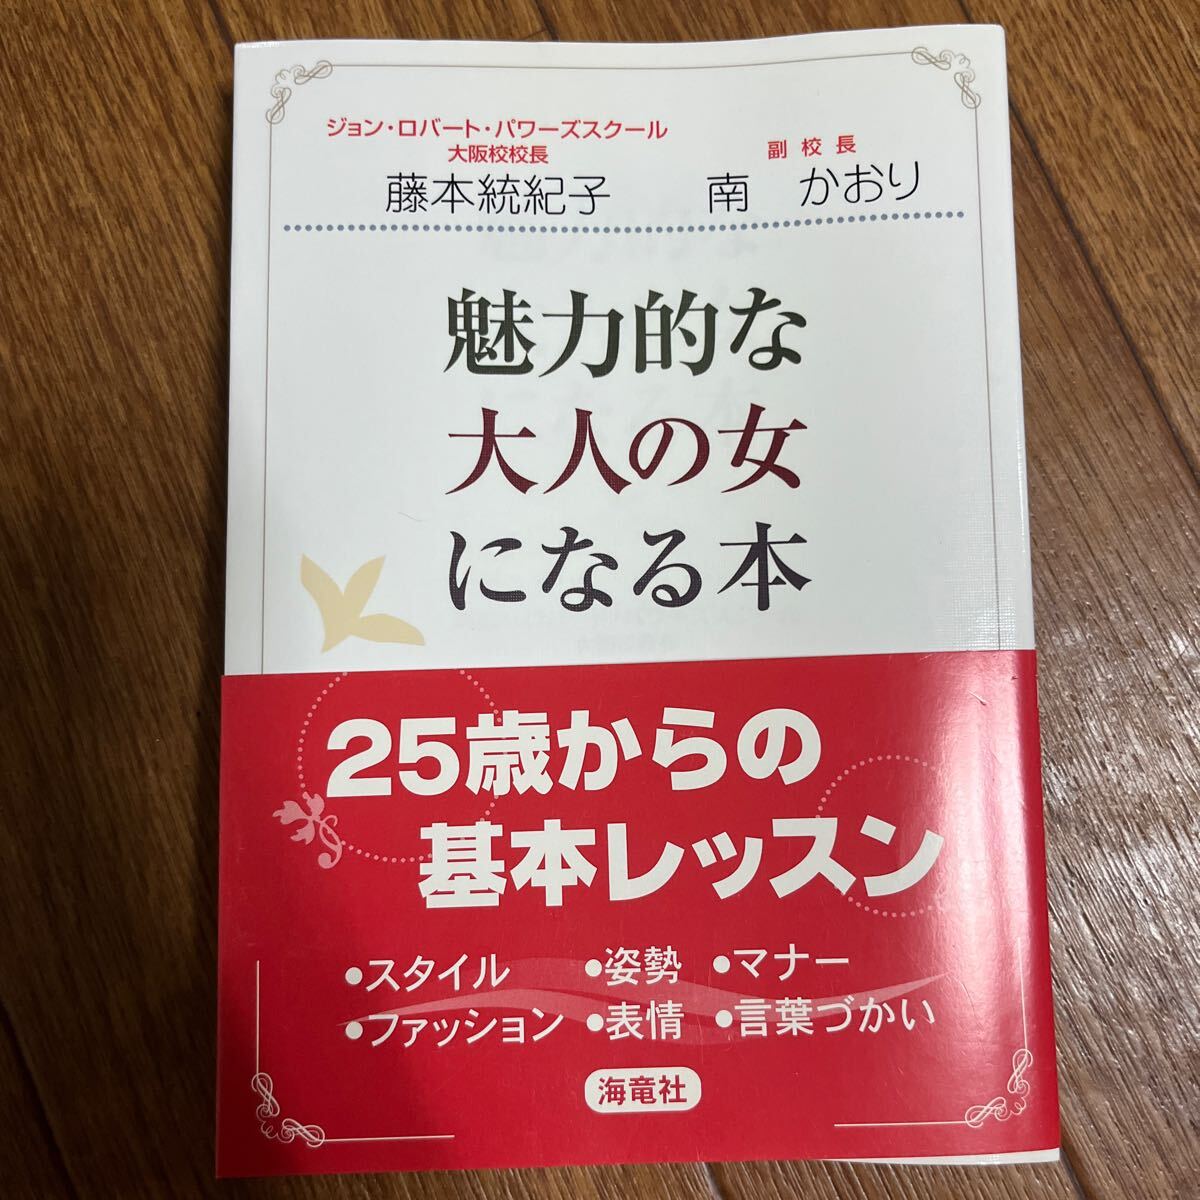 ジョン・ロバート・パワーズスクール
大阪校校長 副校長
藤本統紀子 南 かおり
魅力的な
大人の女
になる本
25歳からの
基本レッスン
•スタイル •姿勢 •マナー
•ファッション •表情 •言葉づかい
海竜社